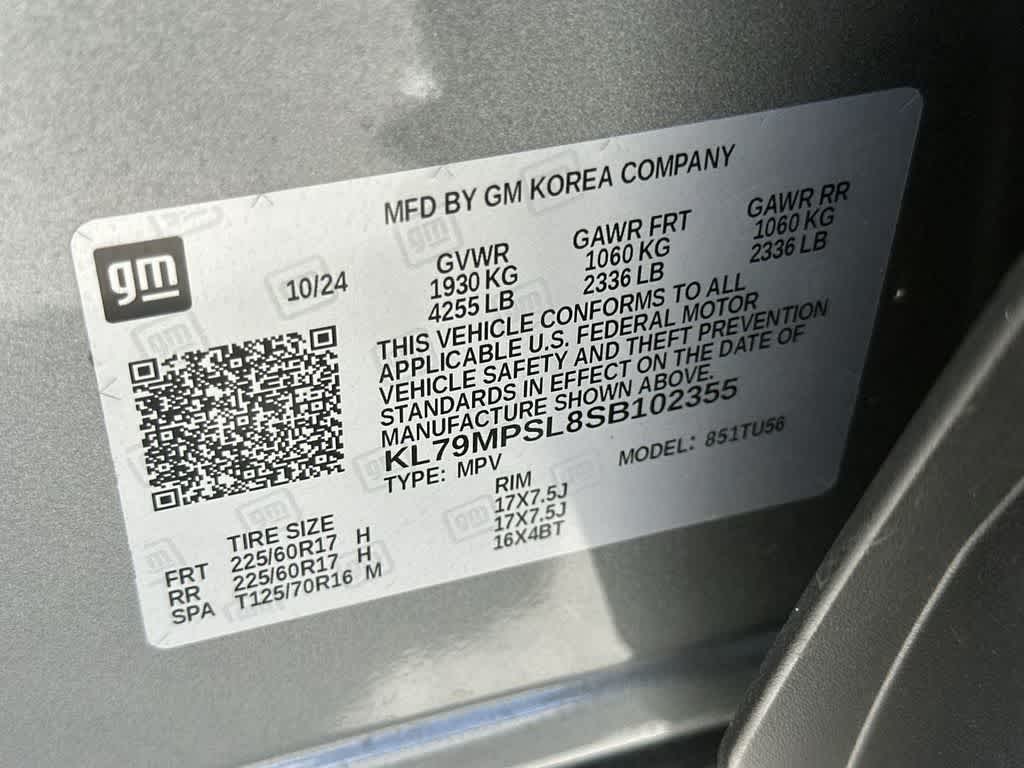 MFD BY GM KOREA COMPANY
gm
10/24
GVWR
1930 KG
4255 LB
GAWR FRT
1060 KG
2336 LB
GAWR RR
1060 KG
2336 LB
THIS VEHICLE CONFORMS TO ALL
APPLICABLE U.S. FEDERAL MOTOR
VEHICLE SAFETY AND THEFT PREVENTION
STANDARDS IN EFFECT ON THE DATE OF
MANUFACTURE SHOWN ABOVE.
KL79MPSL8SB102355
TYPE: MPV MODEL: 851TU56
TIRE SIZE RIM
FRT 225/60R17 H 17X7.5J
RR 225/60R17 H 17X7.5J
SPA T125/70R16 M 16X4BT